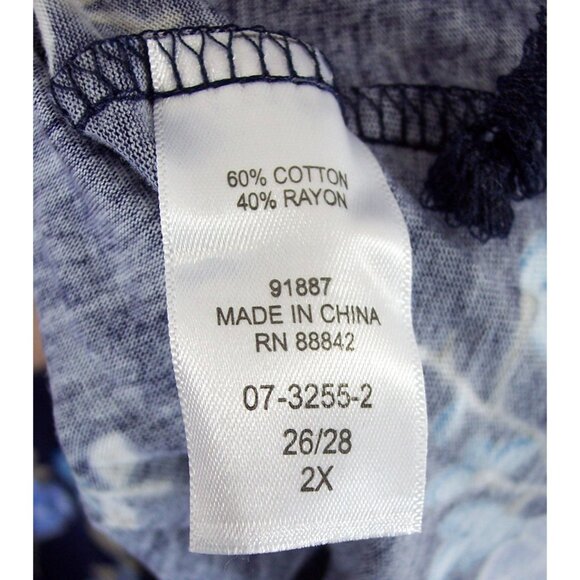 60% COTTON
40% RAYON
91887
MADE IN CHINA
RN 88842
07-3255-2
26/28
2X